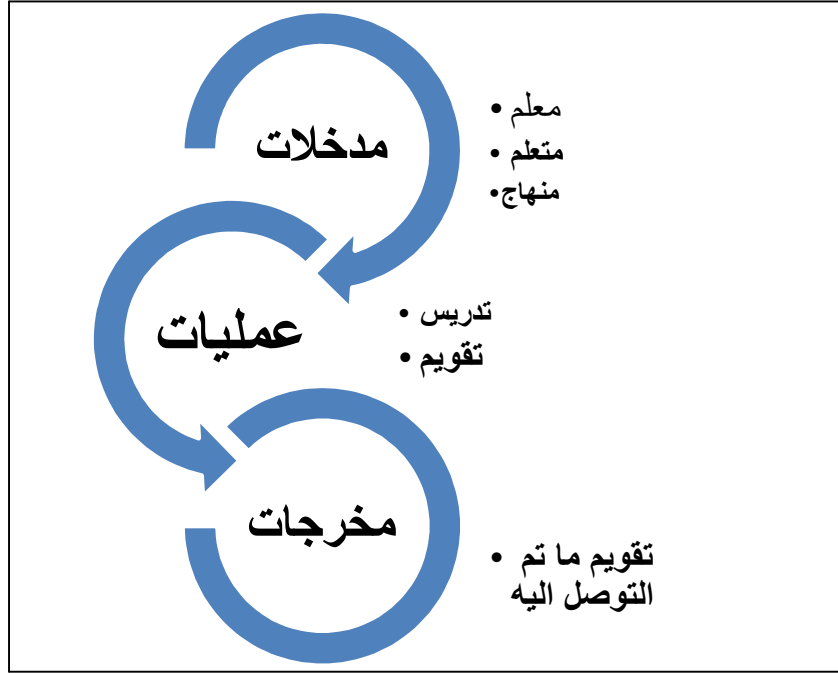 مدخلات
• معلم
• متعلم
• منهاج
عمليات
• تدريس
• تقويم
مخرجات
• تقويم ما تم
التوصل اليه